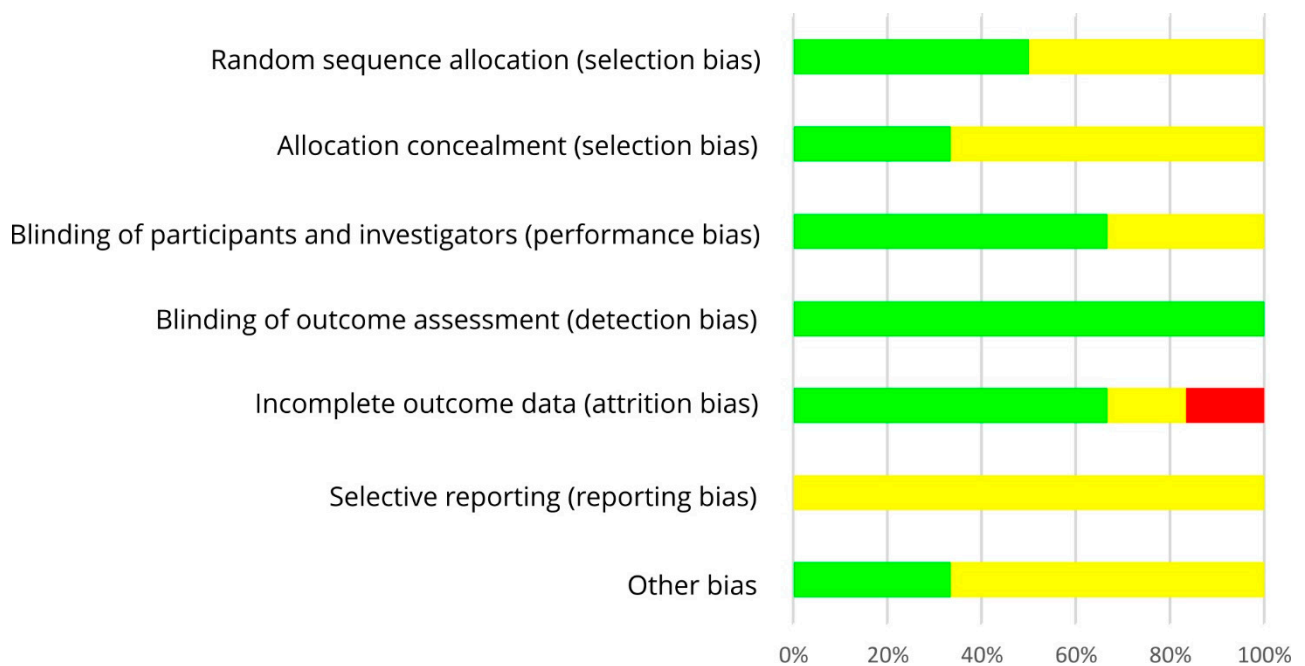 Random sequence allocation (selection bias)
Allocation concealment (selection bias)
Blinding of participants and investigators (performance bias)
Blinding of outcome assessment (detection bias)
Incomplete outcome data (attrition bias)
Selective reporting (reporting bias)
Other bias
0% 20% 40% 60% 80% 100%